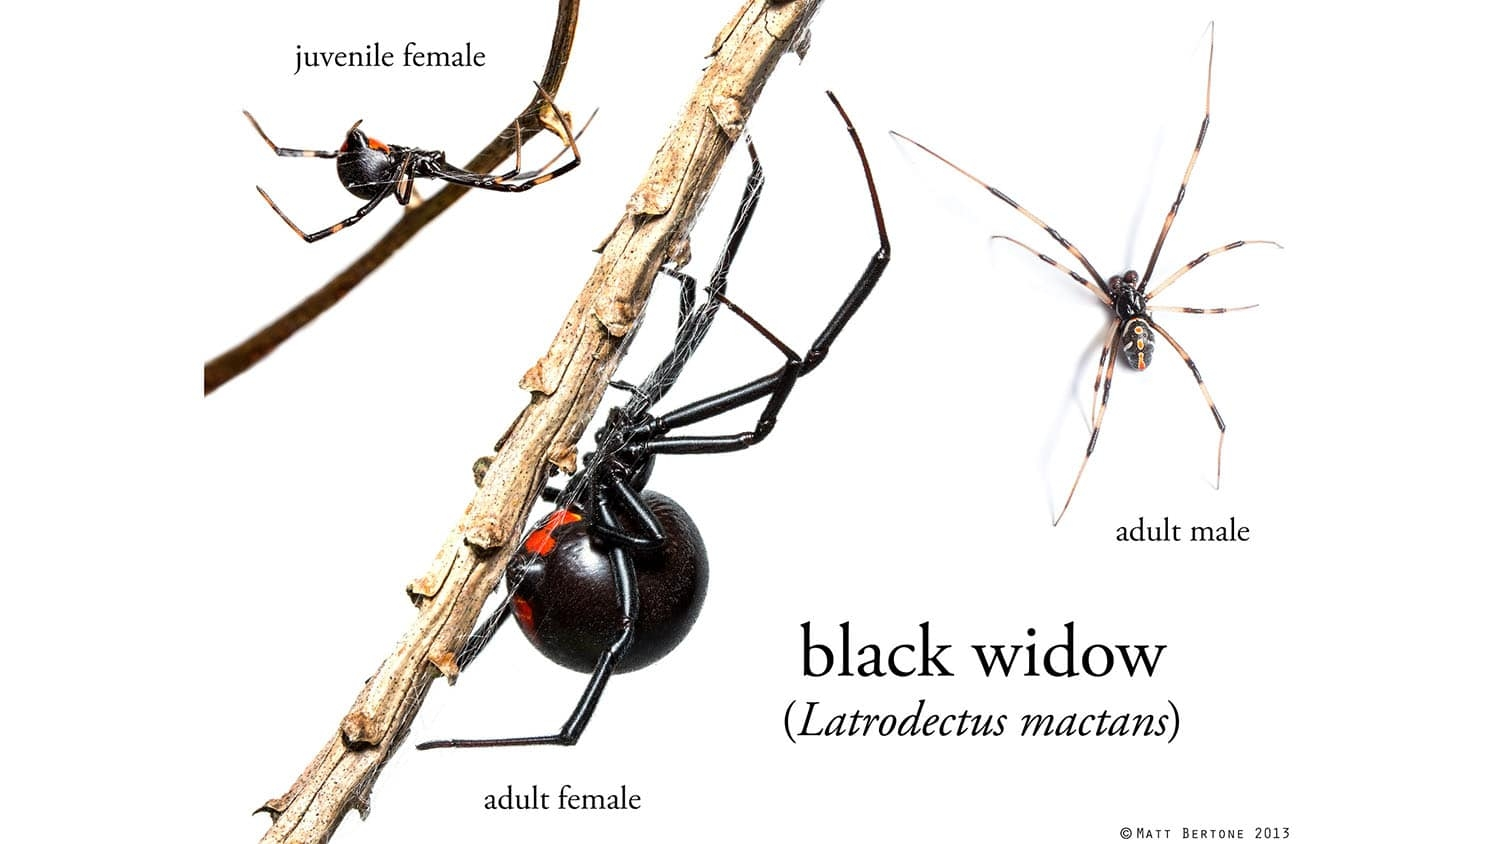 juvenile female
adult male
black widow
(Latrodectus mactans)
adult female
© MATT BERTONE 2013